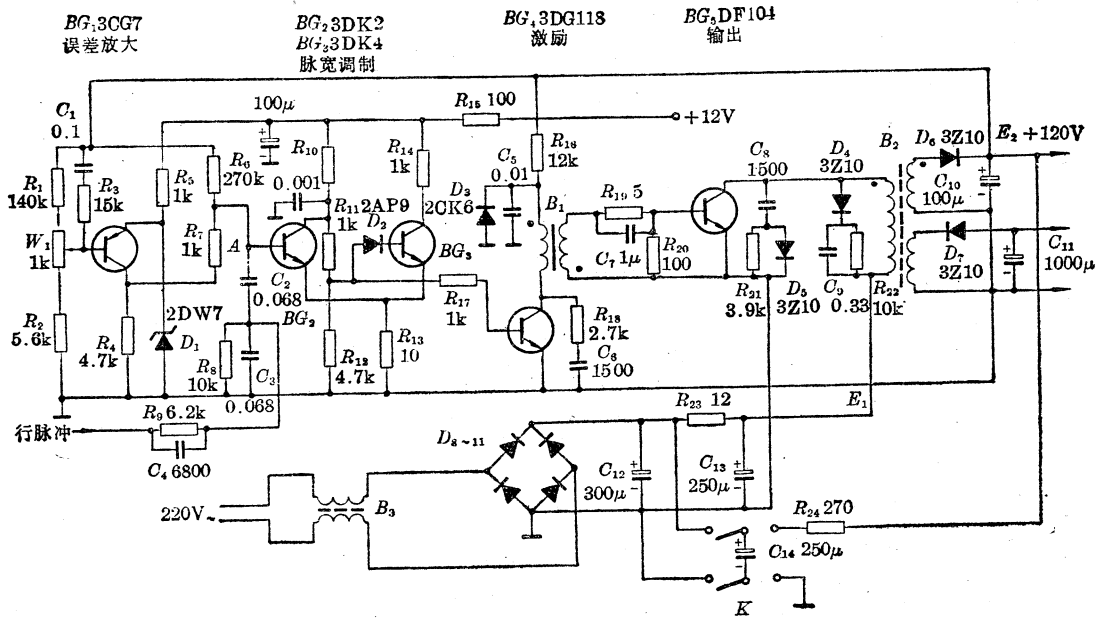 BG₁3CG7
误差放大
BG₂3DK2
BG₃3DK4
脉宽调制
BG₄3DG118
激励
BG₅DF104
输出
C₁
0.1
100μ
R₁₅ 100
+12V
R₁
140k
R₃
15k
R₅
1k
R₆
270k
R₁₀
R₁₄
1k
C₅
0.01
R₁₆
12k
C₈
1500
D₄
3Z10
B₂
D₆ 3Z10
E₂ +120V
C₁₀
100μ
0.001
R₁₁
1k
2AP9
D₂
D₃
2CK6
B₁
R₁₉ 5
W₁
1k
R₇
1k
A
BG₃
C₇ 1μ
R₂₀
100
D₇
3Z10
C₁₁
1000μ
C₂
0.068
BG₂
R₁₇
1k
R₂₁
3.9k
D₅
3Z10
C₉
0.33
R₂₂
10k
R₂
5.6k
R₄
4.7k
2DW7
D₁
R₈
10k
C₃
0.068
R₁₂
4.7k
R₁₃
10
R₁₈
2.7k
C₆
1500
行脉冲
R₉ 6.2k
C₄ 6800
R₂₃ 12
E₁
D₈~₁₁
C₁₂
300μ
C₁₃
250μ
220V~
B₃
R₂₄ 270
C₁₄
250μ
K